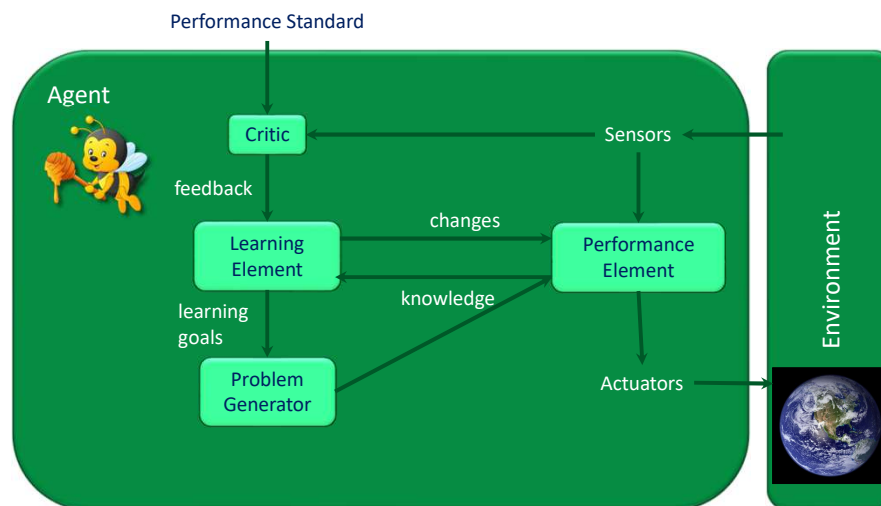 Performance Standard
Agent
Critic
Sensors
feedback
changes
Learning
Element
Performance
Element
knowledge
learning
goals
Problem
Generator
Actuators
Environment